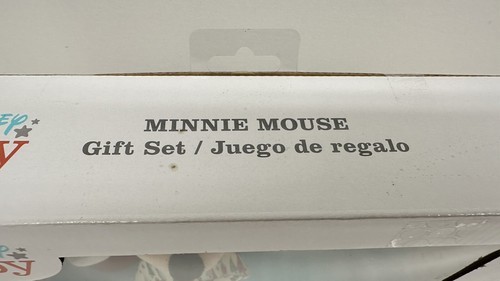 MINNIE MOUSE
Gift Set / Juego de regalo